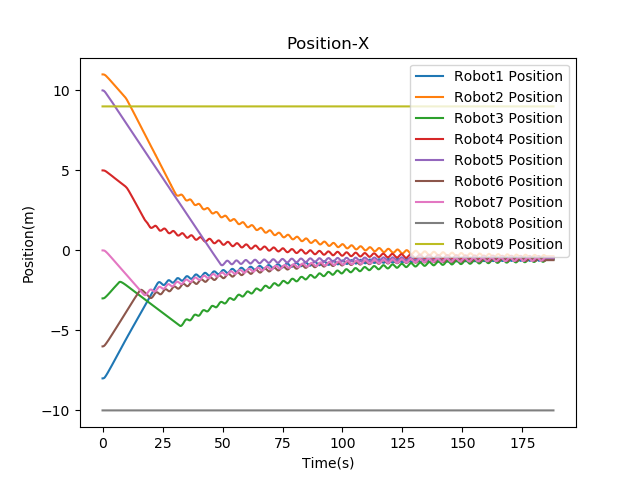 Position-X
Position(m)
10
5
0
−5
−10
0
25
50
75
100
125
150
175
Time(s)
Robot1 Position
Robot2 Position
Robot3 Position
Robot4 Position
Robot5 Position
Robot6 Position
Robot7 Position
Robot8 Position
Robot9 Position